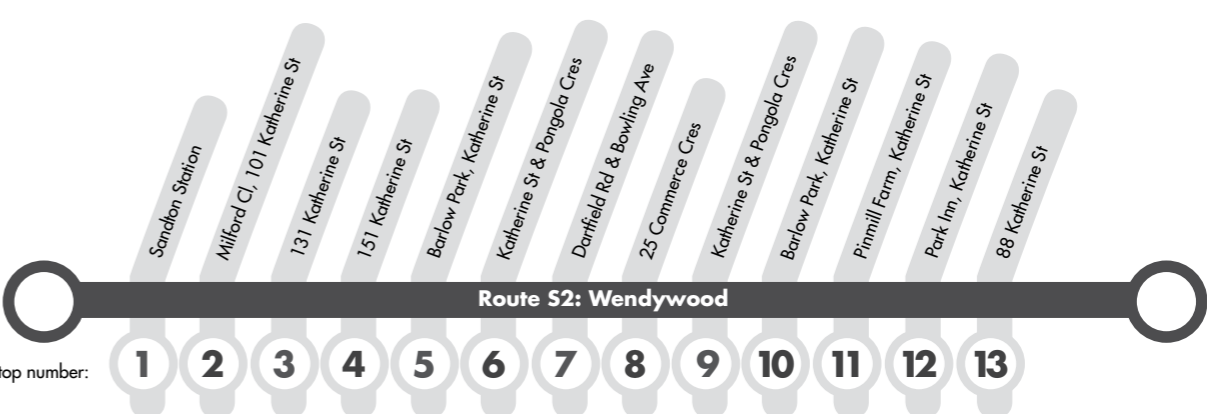 Sandton Station
Milford Cl, 101 Katherine St
131 Katherine St
151 Katherine St
Barlow Park, Katherine St
Katherine St & Pongola Cres
Dartfield Rd & Bowling Ave
25 Commerce Cres
Katherine St & Pongola Cres
Barlow Park, Katherine St
Pinmill Farm, Katherine St
Park Inn, Katherine St
88 Katherine St
Route S2: Wendywood
top number: 1 2 3 4 5 6 7 8 9 10 11 12 13